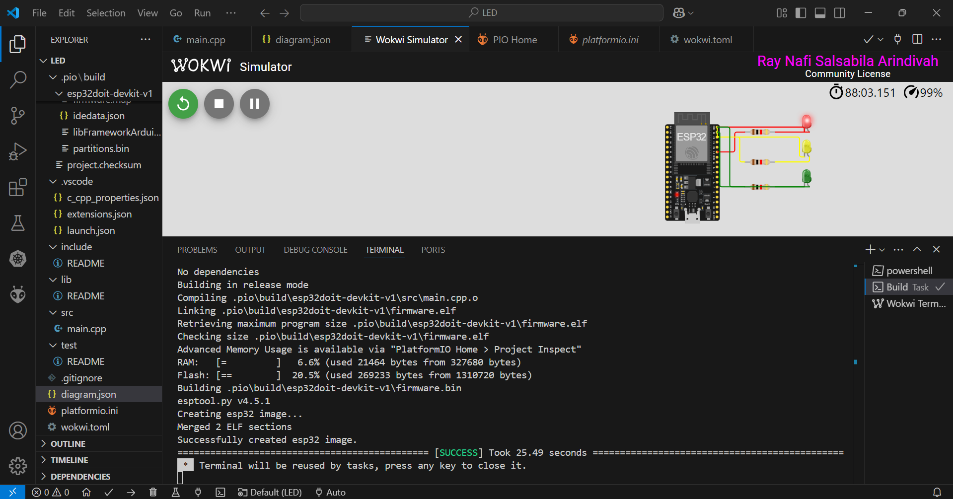 File Edit Selection View Go Run ··· LED
EXPLORER ···
main.cpp diagram.json Wokwi Simulator PIO Home platformio.ini wokwi.toml
LED
.pio \ build
esp32doit-devkit-v1
firmware.map
idedata.json
libFrameworkArdui...
partitions.bin
project.checksum
.vscode
c_cpp_properties.json
extensions.json
launch.json
include
README
lib
README
src
main.cpp
test
README
.gitignore
diagram.json
platformio.ini
wokwi.toml
OUTLINE
TIMELINE
DEPENDENCIES
WOKWI Simulator
Ray Nafi Salsabila Arindivah
Community License
88:03.151 99%
ESP32
PROBLEMS OUTPUT DEBUG CONSOLE TERMINAL PORTS
No dependencies
Building in release mode
Compiling .pio\build\esp32doit-devkit-v1\src\main.cpp.o
Linking .pio\build\esp32doit-devkit-v1\firmware.elf
Retrieving maximum program size .pio\build\esp32doit-devkit-v1\firmware.elf
Checking size .pio\build\esp32doit-devkit-v1\firmware.elf
Advanced Memory Usage is available via "PlatformIO Home > Project Inspect"
RAM: [= ] 6.6% (used 21464 bytes from 327680 bytes)
Flash: [== ] 20.5% (used 269233 bytes from 1310720 bytes)
Building .pio\build\esp32doit-devkit-v1\firmware.bin
esptool.py v4.5.1
Creating esp32 image...
Merged 2 ELF sections
Successfully created esp32 image.
========================================== [SUCCESS] Took 25.49 seconds ==========================================
* Terminal will be reused by tasks, press any key to close it.
powershell
Build Task
Wokwi Term...
0 0 Default (LED) Auto